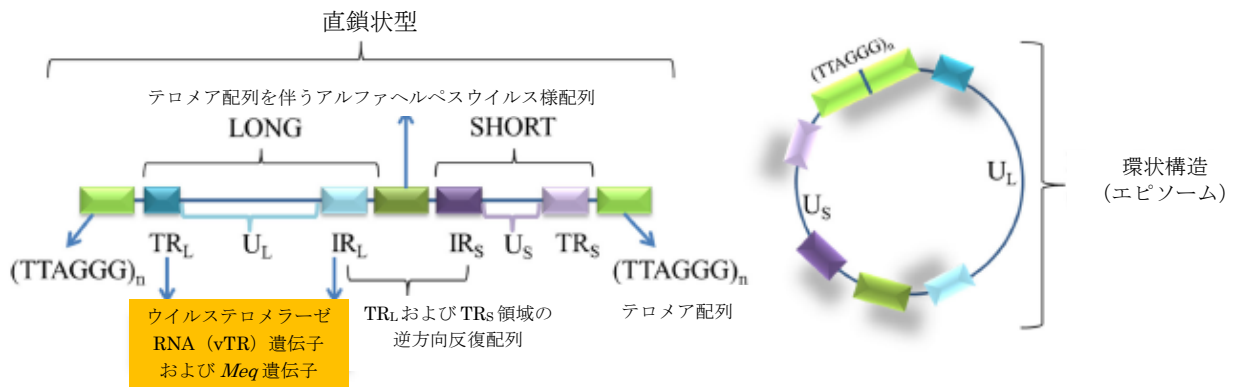 直鎖状型
テロメア配列を伴うアルファヘルペスウイルス様配列
LONG
SHORT
TRL
UL
IRL
IRS
US
TRS
(TTAGGG)n
(TTAGGG)n
テロメア配列
ウイルステロメラーゼ
RNA（vTR）遺伝子
および Meq 遺伝子
TRL および TRS 領域の
逆方向反復配列
(TTAGGG)n
UL
US
環状構造
（エピソーム）